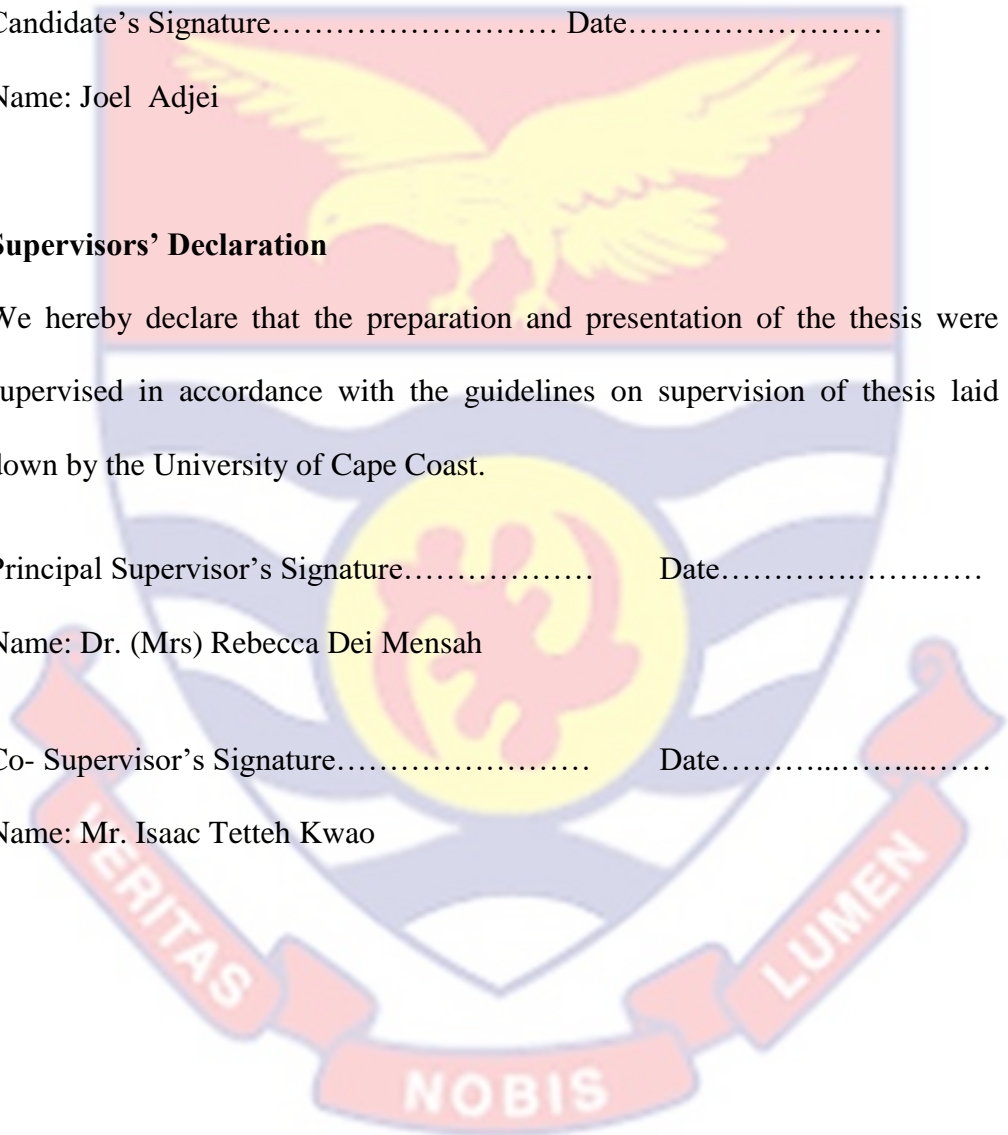 Candidate’s Signature……………………… Date……………………
Name: Joel Adjei
Supervisors’ Declaration
We hereby declare that the preparation and presentation of the thesis were
supervised in accordance with the guidelines on supervision of thesis laid
down by the University of Cape Coast.
Principal Supervisor’s Signature……………… Date………….…………
Name: Dr. (Mrs) Rebecca Dei Mensah
Co- Supervisor’s Signature…………………… Date………...……...……
Name: Mr. Isaac Tetteh Kwao
VERITAS
NOBIS
LUMEN